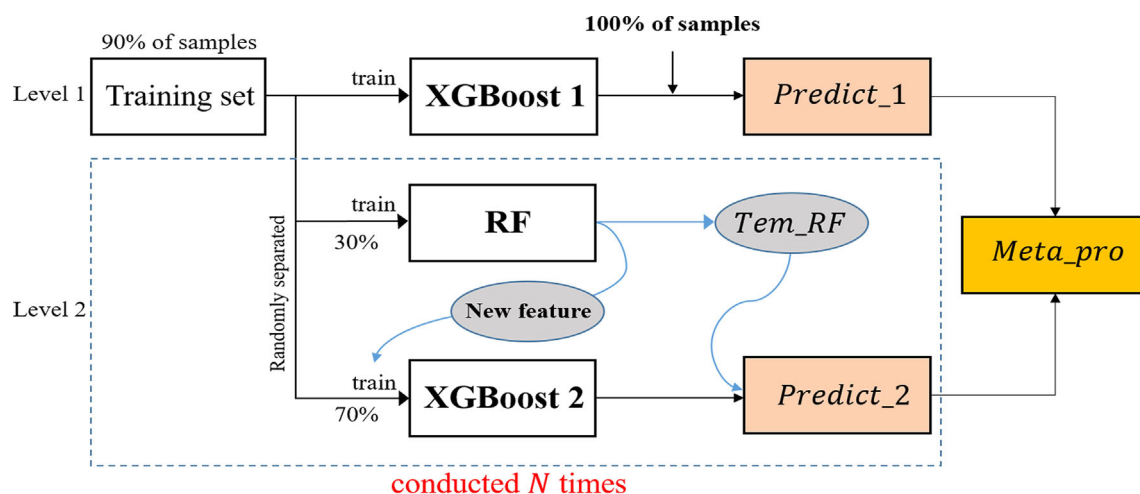 90% of samples
100% of samples
Level 1
Training set
train
XGBoost 1
Predict_1
Randomly separated
train
30%
RF
Tem_RF
Meta_pro
Level 2
New feature
train
70%
XGBoost 2
Predict_2
conducted N times